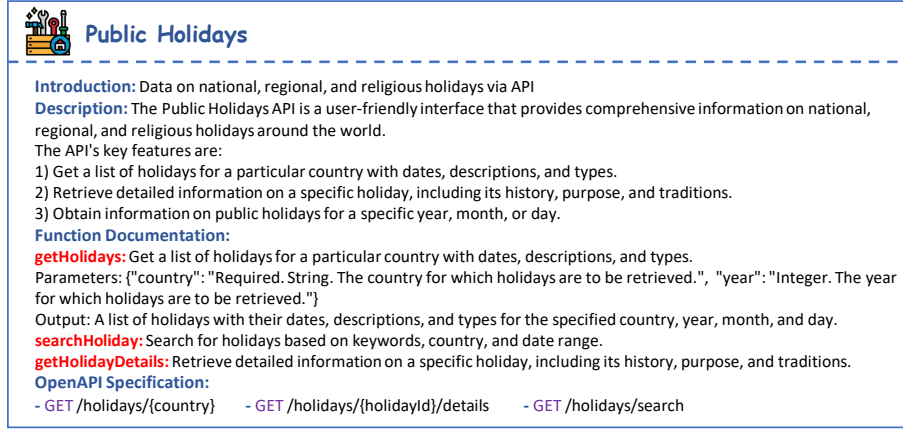 Public Holidays
Introduction: Data on national, regional, and religious holidays via API
Description: The Public Holidays API is a user-friendly interface that provides comprehensive information on national,
regional, and religious holidays around the world.
The API's key features are:
1) Get a list of holidays for a particular country with dates, descriptions, and types.
2) Retrieve detailed information on a specific holiday, including its history, purpose, and traditions.
3) Obtain information on public holidays for a specific year, month, or day.
Function Documentation:
getHolidays: Get a list of holidays for a particular country with dates, descriptions, and types.
Parameters: {"country": "Required. String. The country for which holidays are to be retrieved.", "year": "Integer. The year
for which holidays are to be retrieved."}
Output: A list of holidays with their dates, descriptions, and types for the specified country, year, month, and day.
searchHoliday: Search for holidays based on keywords, country, and date range.
getHolidayDetails: Retrieve detailed information on a specific holiday, including its history, purpose, and traditions.
OpenAPI Specification:
- GET /holidays/{country} - GET /holidays/{holidayId}/details - GET /holidays/search